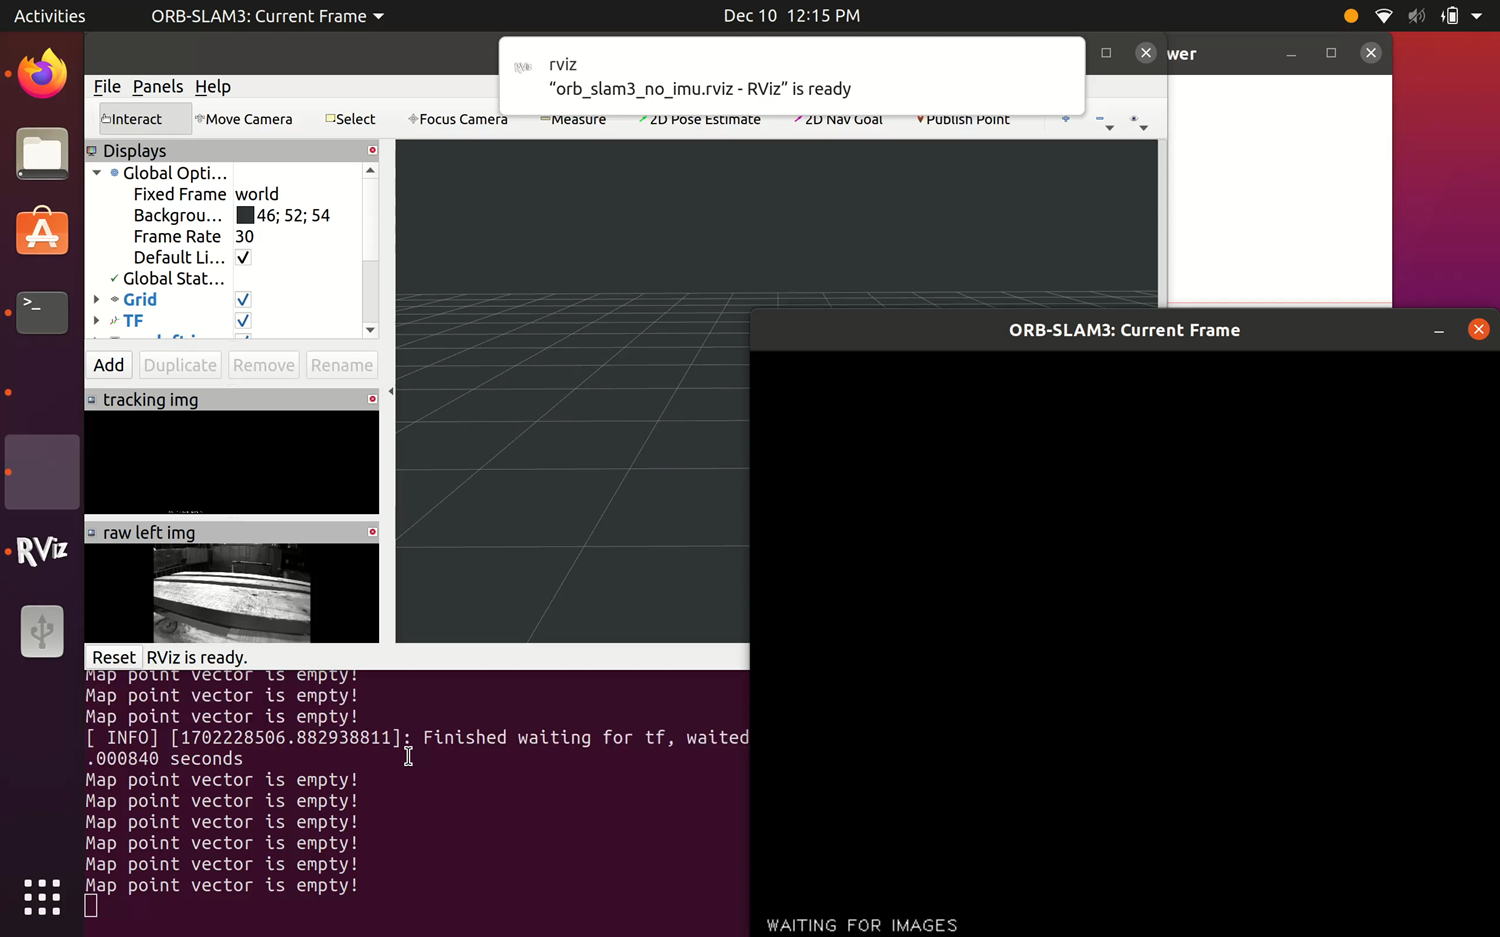 Activities ORB-SLAM3: Current Frame Dec 10 12:15 PM
rviz
“orb_slam3_no_imu.rviz - RViz” is ready
wer
File Panels Help
Interact Move Camera Select Focus Camera Measure 2D Pose Estimate 2D Nav Goal Publish Point
Displays
Global Opti...
Fixed Frame world
Backgrou... 46; 52; 54
Frame Rate 30
Default Li...
Global Stat...
Grid
TF
Add Duplicate Remove Rename
tracking img
raw left img
RViz
Reset RViz is ready.
ORB-SLAM3: Current Frame
Map point vector is empty!
Map point vector is empty!
Map point vector is empty!
[ INFO] [1702228506.882938811]: Finished waiting for tf, waited
.000840 seconds
Map point vector is empty!
Map point vector is empty!
Map point vector is empty!
Map point vector is empty!
Map point vector is empty!
Map point vector is empty!
WAITING FOR IMAGES